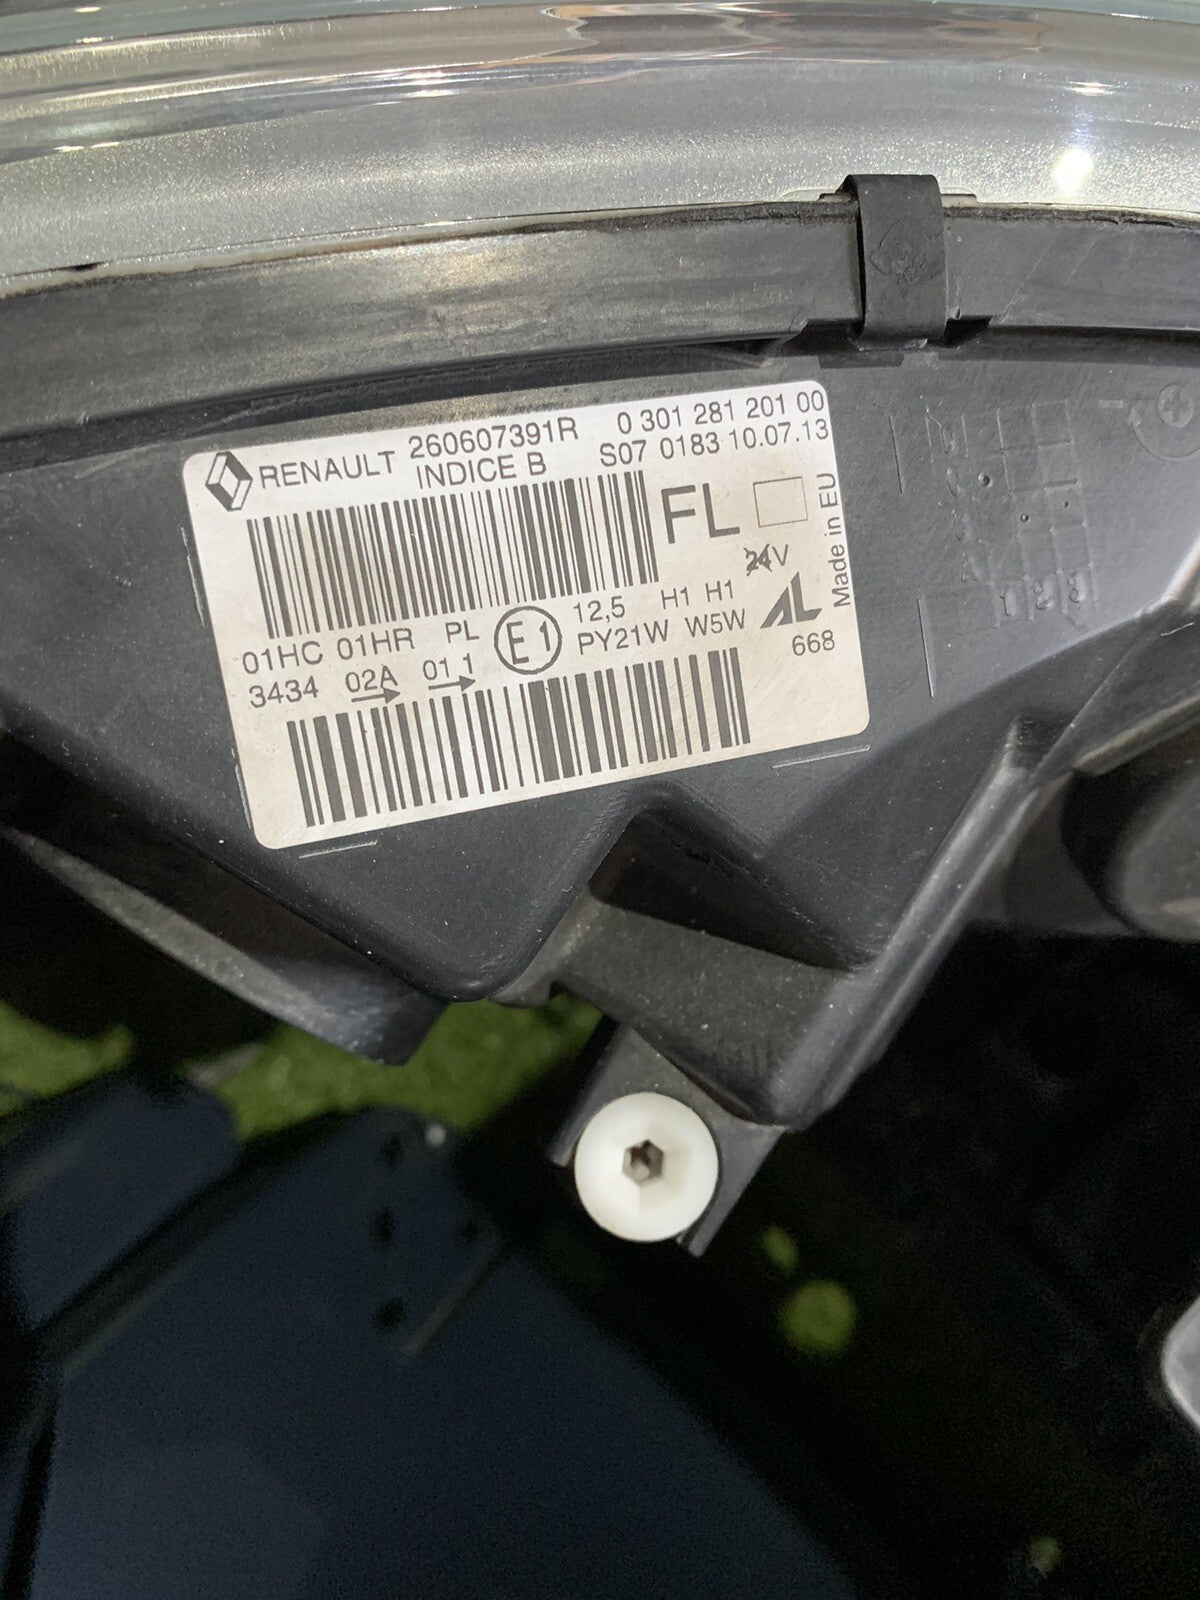 RENAULT 260607391R 0 301 281 201 00
INDICE B S07 0183 10.07.13
FL
24V
Made in EU
01HC 01HR PL E1 12,5 H1 H1
3434 02A 01 1 PY21W W5W AL
668